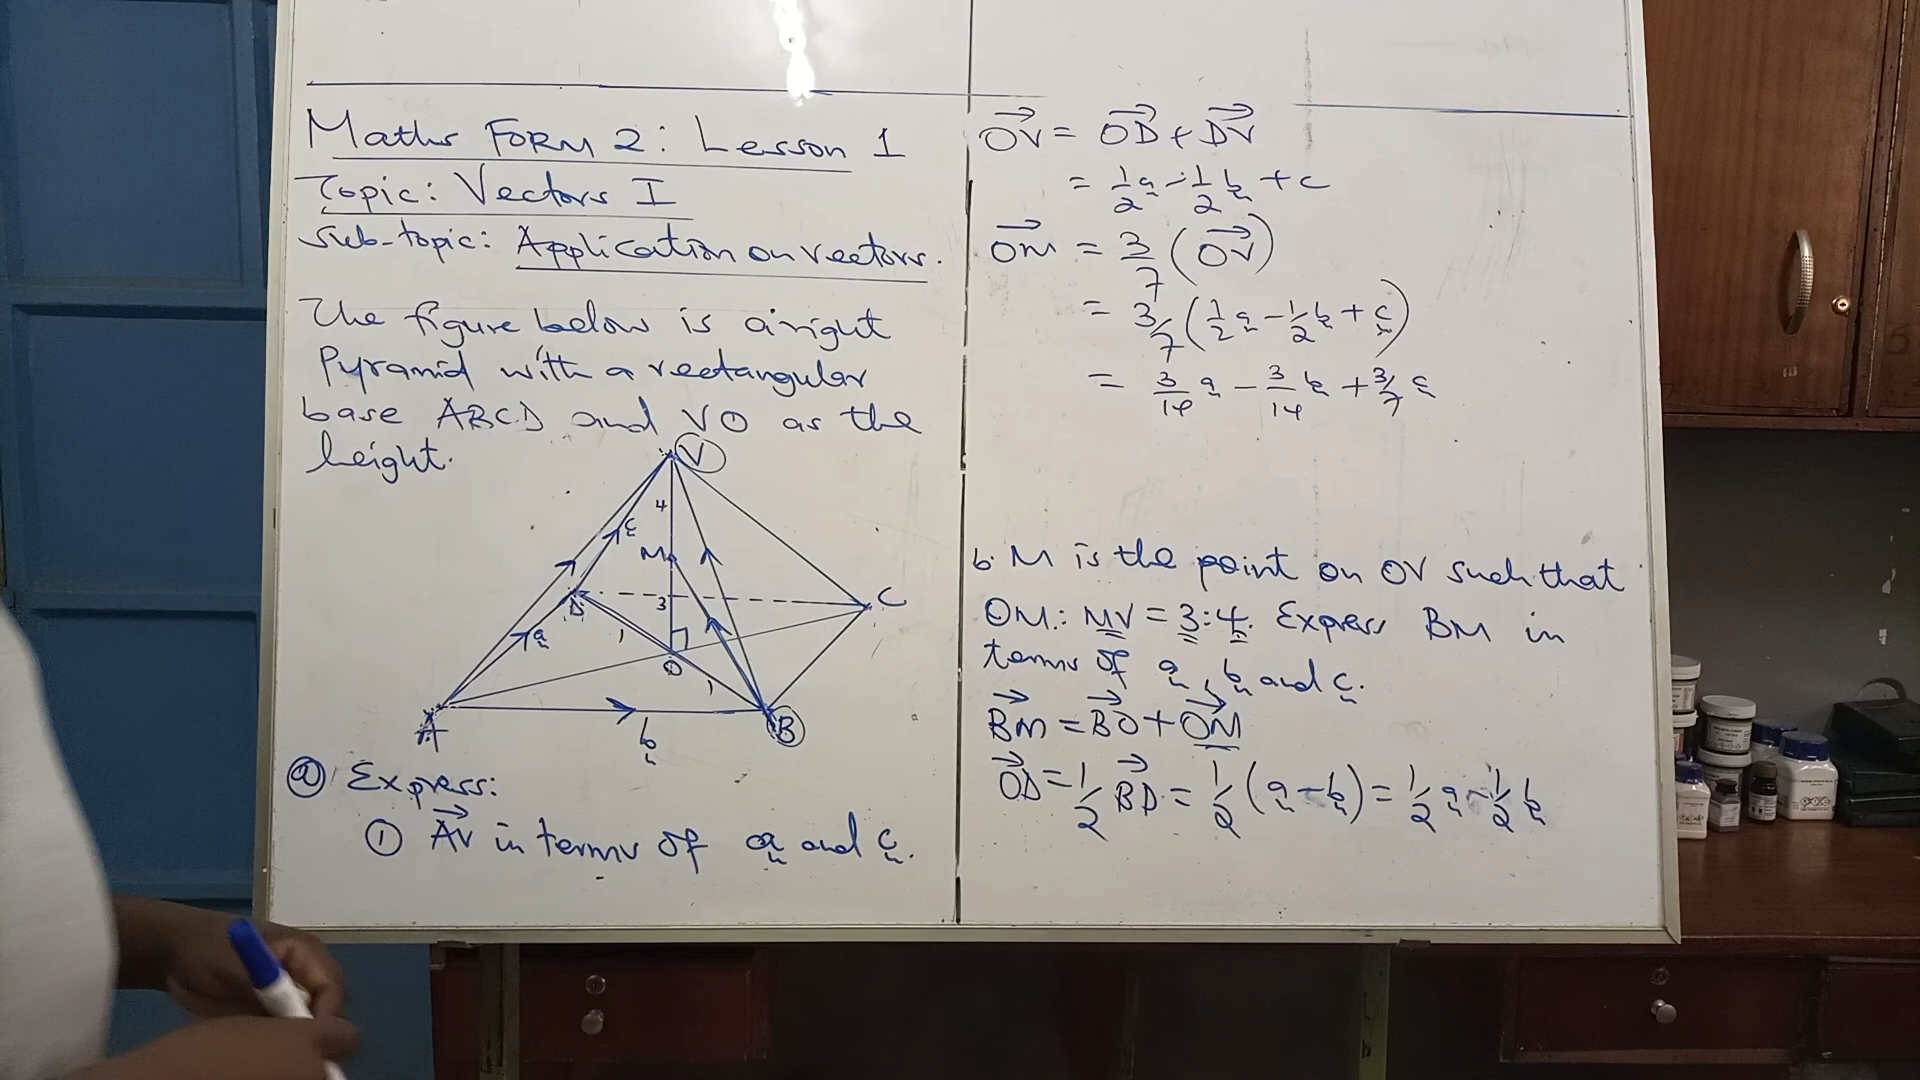 Maths FORM 2: Lesson 1
Topic: Vectors I
Sub-topic: Application on vectors.
The figure below is a right
Pyramid with a rectangular
base ABCD and VO as the
height.
V
4
c
M
D
3
C
a
1
O
1
A
b
B
a Express:
1 AV in terms of a and c.
OV = OD + DV
= 1/2 a - 1/2 b + c
OM = 3/7 (OV)
= 3/7 (1/2 a - 1/2 b + c)
= 3/14 a - 3/14 b + 3/7 c
b. M is the point on OV such that
OM: MV = 3:4. Express BM in
terms of a, b and c.
BM = BO + OM
OD = 1/2 BD = 1/2 (a - b) = 1/2 a - 1/2 b